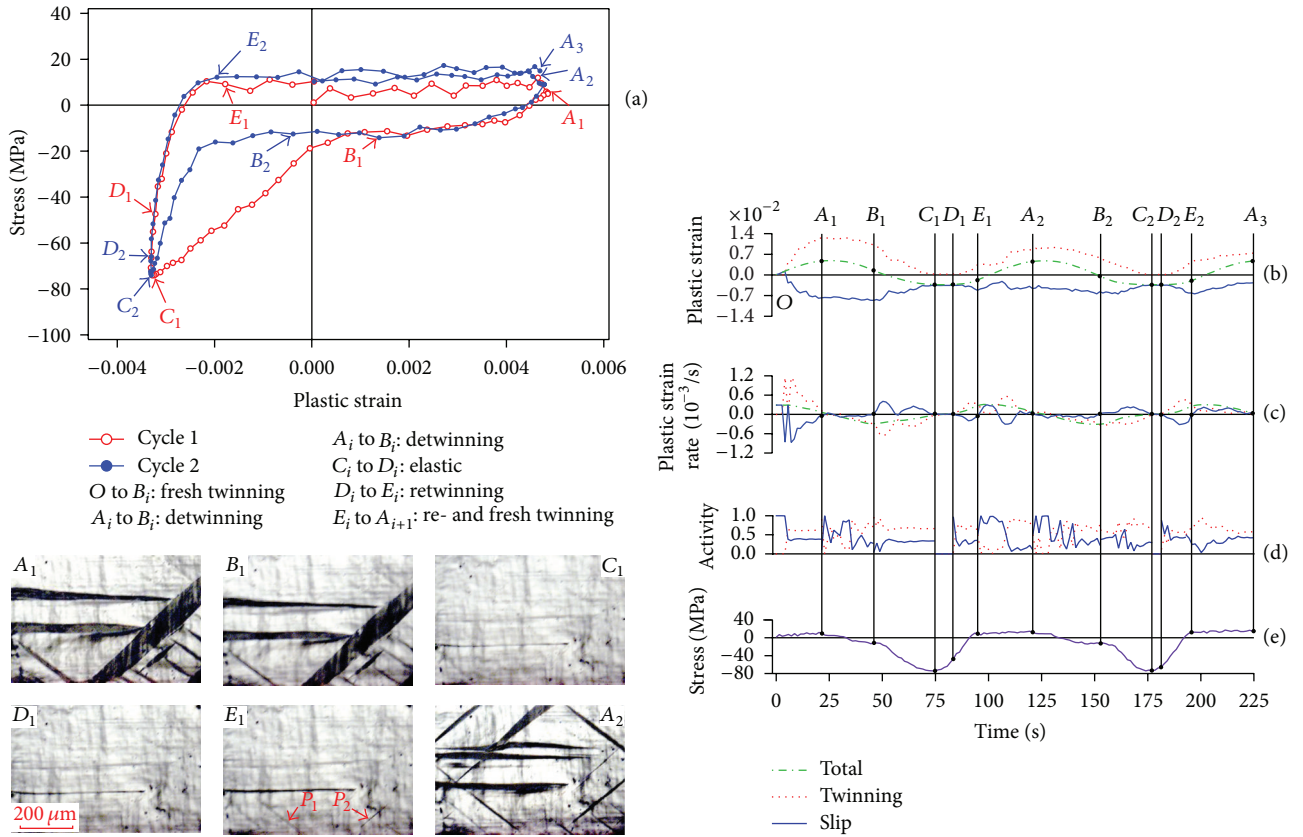 40
20
0
−20
−40
−60
−80
−100
Stress (MPa)
E2
A3
A2
A1
E1
B2
B1
D1
D2
C2
C1
(a)
−0.004 −0.002 0.000 0.002 0.004 0.006
Plastic strain
Cycle 1
Cycle 2
O to Bi: fresh twinning
Ai to Bi: detwinning
Ai to Bi: detwinning
Ci to Di: elastic
Di to Ei: retwinning
Ei to Ai+1: re- and fresh twinning
A1 B1 C1
D1 E1 A2
P1 P2
200 μm
×10−2 A1 B1 C1 D1 E1 A2 B2 C2 D2 E2 A3
1.4
0.7
0.0
−0.7
−1.4
Plastic strain
O
(b)
1.2
0.6
0.0
−0.6
−1.2
Plastic strain
rate (10−3/s)
(c)
1.0
0.5
0.0
Activity
(d)
40
0
−80
Stress (MPa)
(e)
0 25 50 75 100 125 150 175 200 225
Time (s)
Total
Twinning
Slip